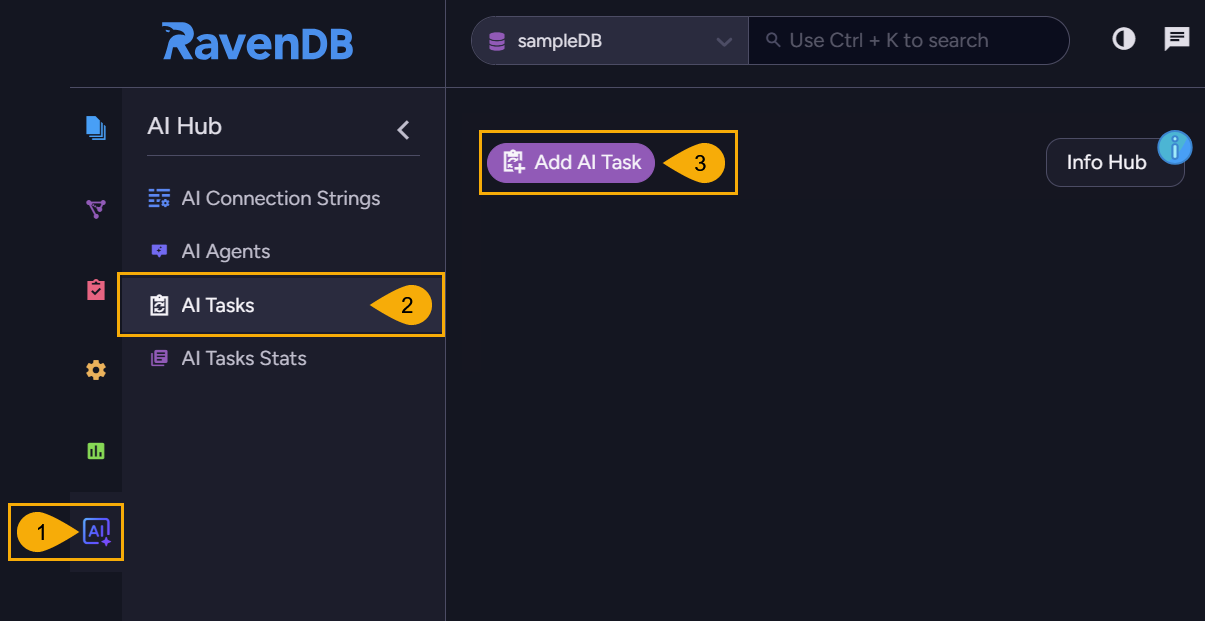 RavenDB
sampleDB
Use Ctrl + K to search
AI Hub
Add AI Task
3
Info Hub
AI Connection Strings
AI Agents
AI Tasks
2
AI Tasks Stats
1
AI